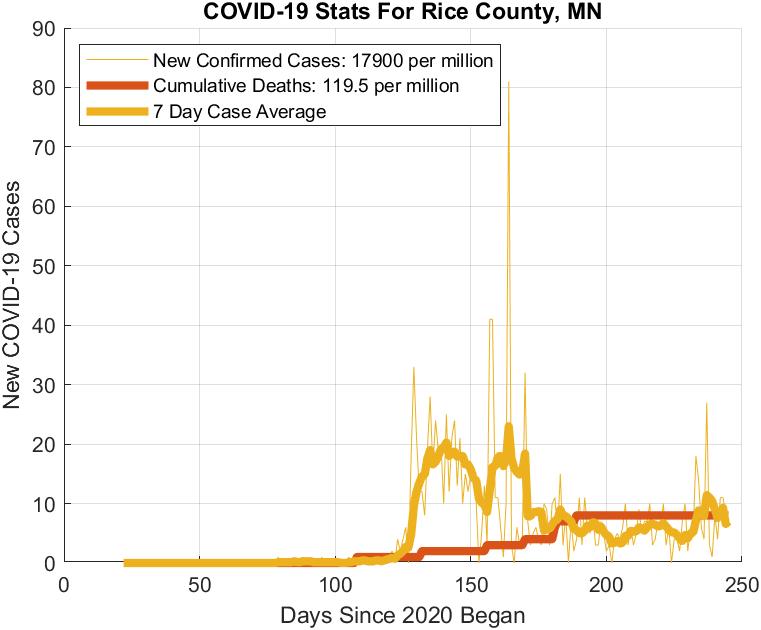 COVID-19 Stats For Rice County, MN
New Confirmed Cases: 17900 per million
Cumulative Deaths: 119.5 per million
7 Day Case Average
New COVID-19 Cases
90
80
70
60
50
40
30
20
10
0
0 50 100 150 200 250
Days Since 2020 Began